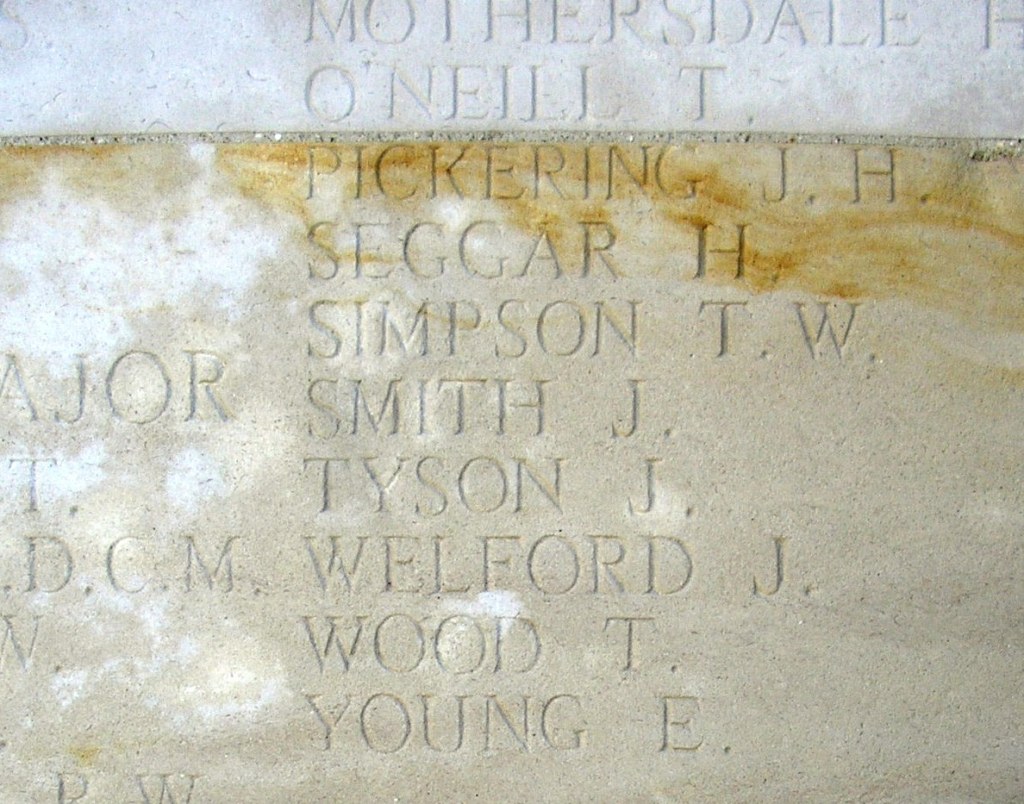 MOTHERSDALE H
O'NEILL T.
PICKERING J.H.
SEGGAR H.
SIMPSON T.W.
SMITH J.
TYSON J.
WELFORD J.
WOOD T.
YOUNG E.
S
AJOR
T.
.D.C.M.
W.
R.W.